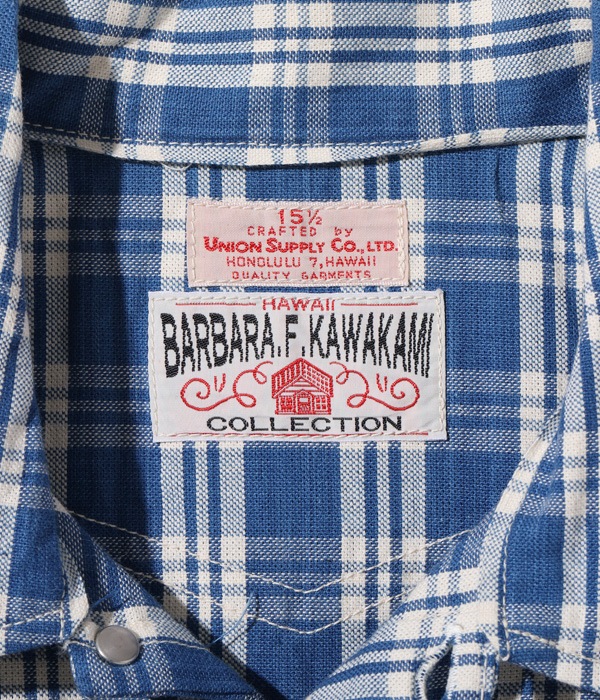 15½
CRAFTED by
UNION SUPPLY CO., LTD.
HONOLULU 7, HAWAII
QUALITY GARMENTS
HAWAII
BARBARA.F.KAWAKAMI
COLLECTION